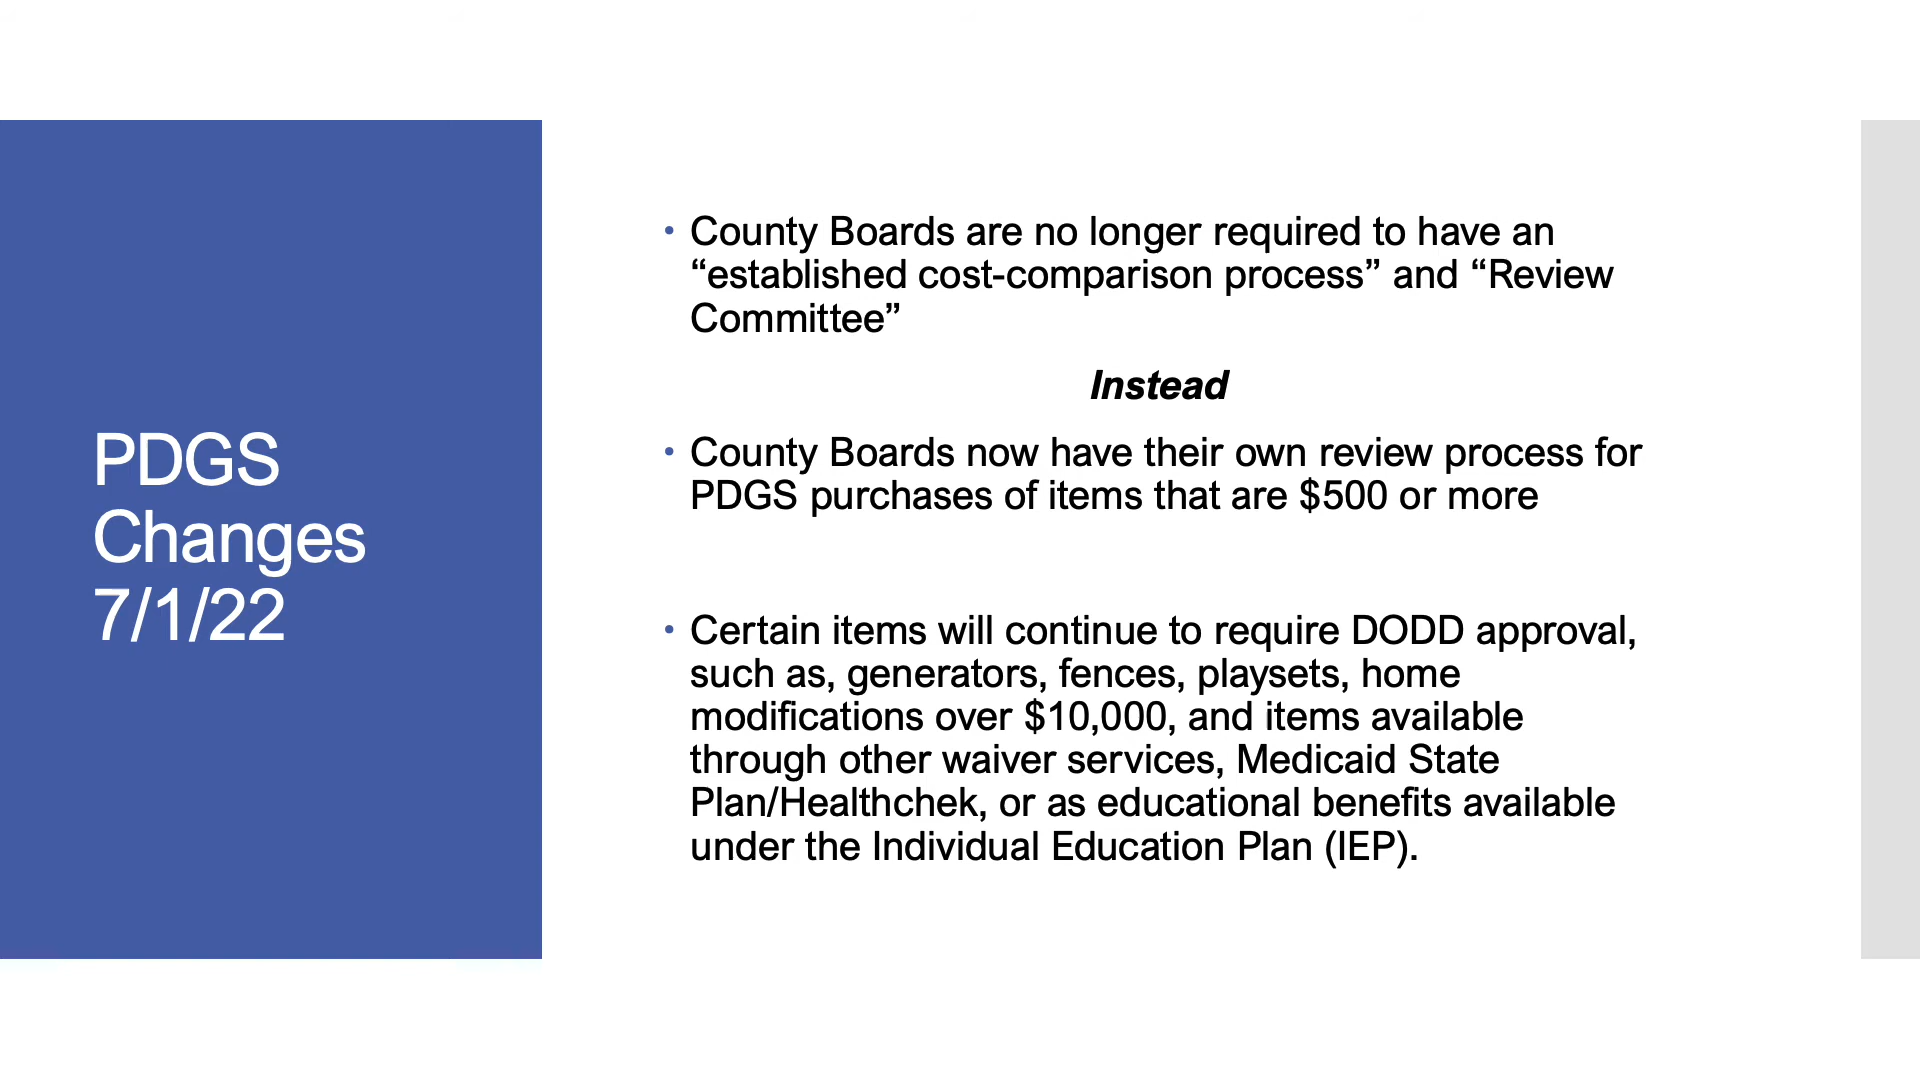 PDGS
Changes
7/1/22
• County Boards are no longer required to have an
“established cost-comparison process” and “Review
Committee”
Instead
• County Boards now have their own review process for
PDGS purchases of items that are $500 or more
• Certain items will continue to require DODD approval,
such as, generators, fences, playsets, home
modifications over $10,000, and items available
through other waiver services, Medicaid State
Plan/Healthchek, or as educational benefits available
under the Individual Education Plan (IEP).